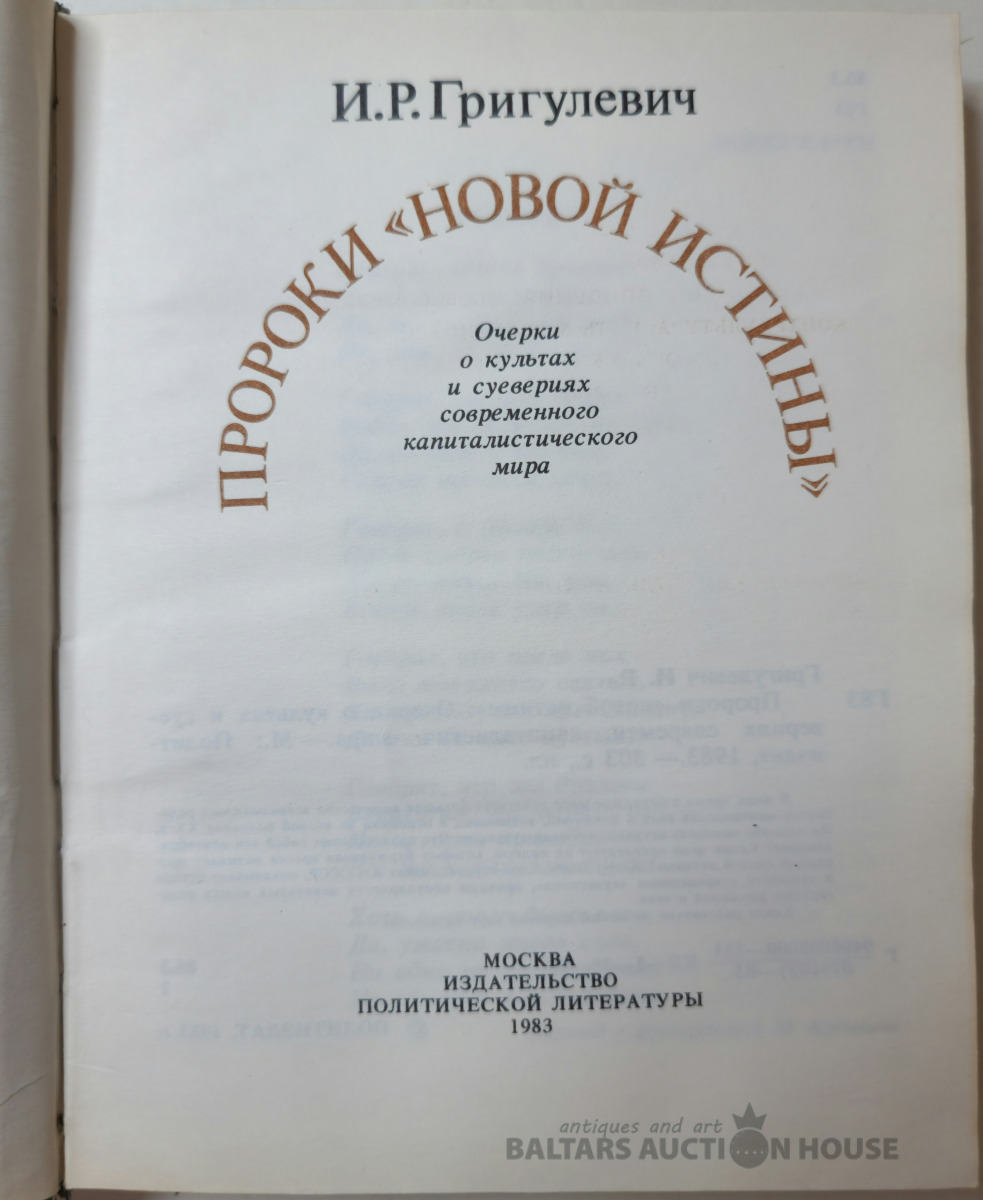 И.Р.Григулевич
ПРОРОКИ «НОВОЙ ИСТИНЫ»
Очерки
о культах
и суевериях
современного
капиталистического
мира
МОСКВА
ИЗДАТЕЛЬСТВО
ПОЛИТИЧЕСКОЙ ЛИТЕРАТУРЫ
1983
antiques and art
BALTARS AUCTION HOUSE